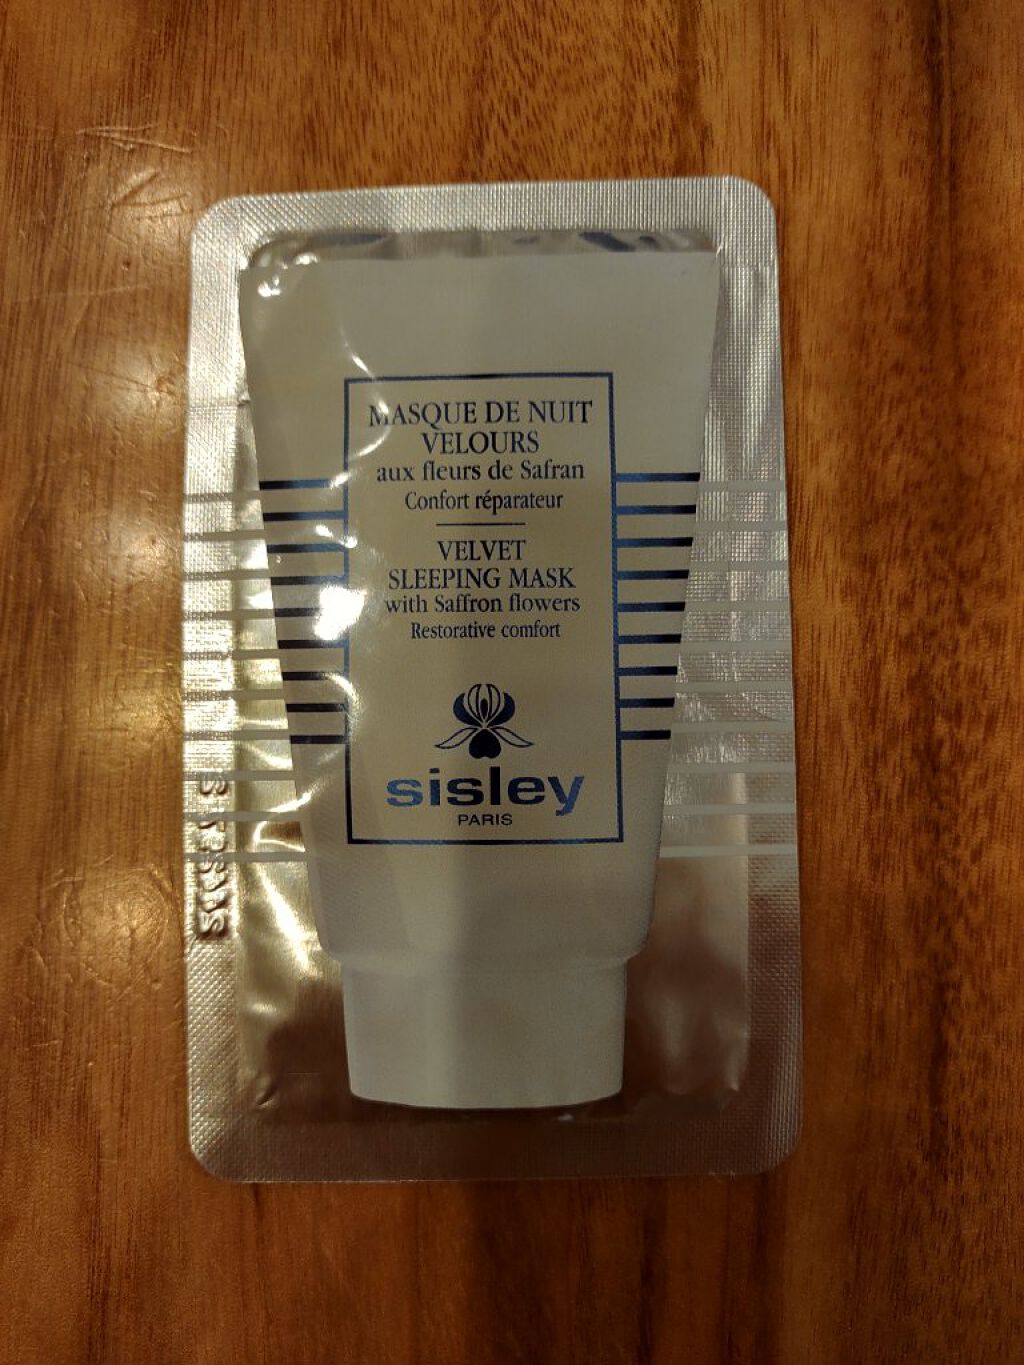 MASQUE DE NUIT
VELOURS
aux fleurs de Safran
Confort réparateur
VELVET
SLEEPING MASK
with Saffron flowers
Restorative comfort
sisley
PARIS